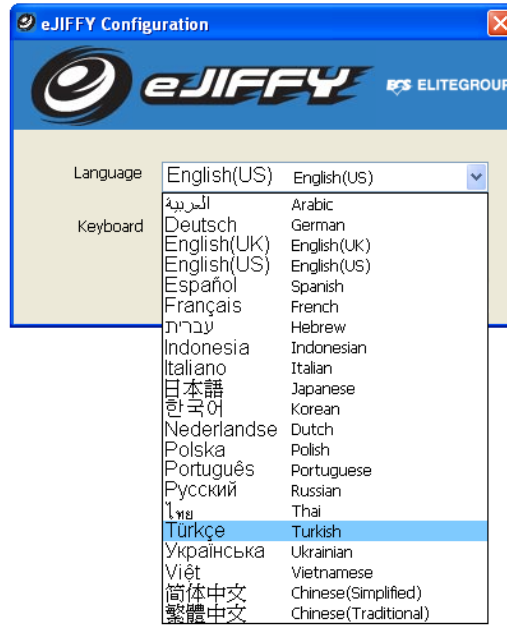 eJIFFY Configuration
eJIFFY ECS ELITEGROUP
Language English(US) English(US)
Keyboard
العربية Arabic
Deutsch German
English(UK) English(UK)
English(US) English(US)
Español Spanish
Français French
עברית Hebrew
Indonesia Indonesian
Italiano Italian
日本語 Japanese
한국어 Korean
Nederlandse Dutch
Polska Polish
Português Portuguese
Русский Russian
ไทย Thai
Türkçe Turkish
Українська Ukrainian
Việt Vietnamese
简体中文 Chinese(Simplified)
繁體中文 Chinese(Traditional)